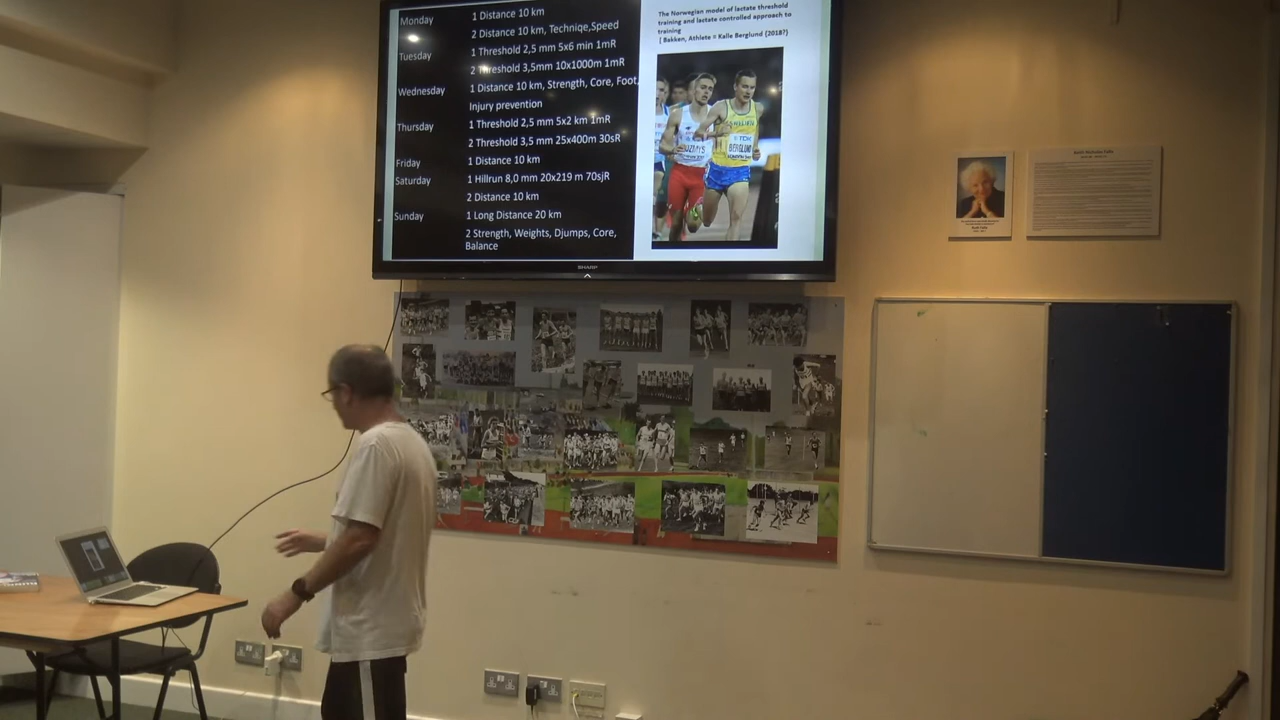 Monday
1 Distance 10 km
2 Distance 10 km, Techniqe,Speed
Tuesday
1 Threshold 2,5 mm 5x6 min 1mR
2 Threshold 3,5mm 10x1000m 1mR
Wednesday
1 Distance 10 km, Strength, Core, Foot,
Injury prevention
Thursday
1 Threshold 2,5 mm 5x2 km 1mR
2 Threshold 3,5 mm 25x400m 30sR
Friday
1 Distance 10 km
Saturday
1 Hillrun 8,0 mm 20x219 m 70sjR
2 Distance 10 km
Sunday
1 Long Distance 20 km
2 Strength, Weights, Djumps, Core,
Balance
The Norwegian model of lactate threshold
training and lactate controlled approach to
training
[ Bakken, Athlete = Kalle Berglund (2018?)
TDK
BERGLUND
SHARP